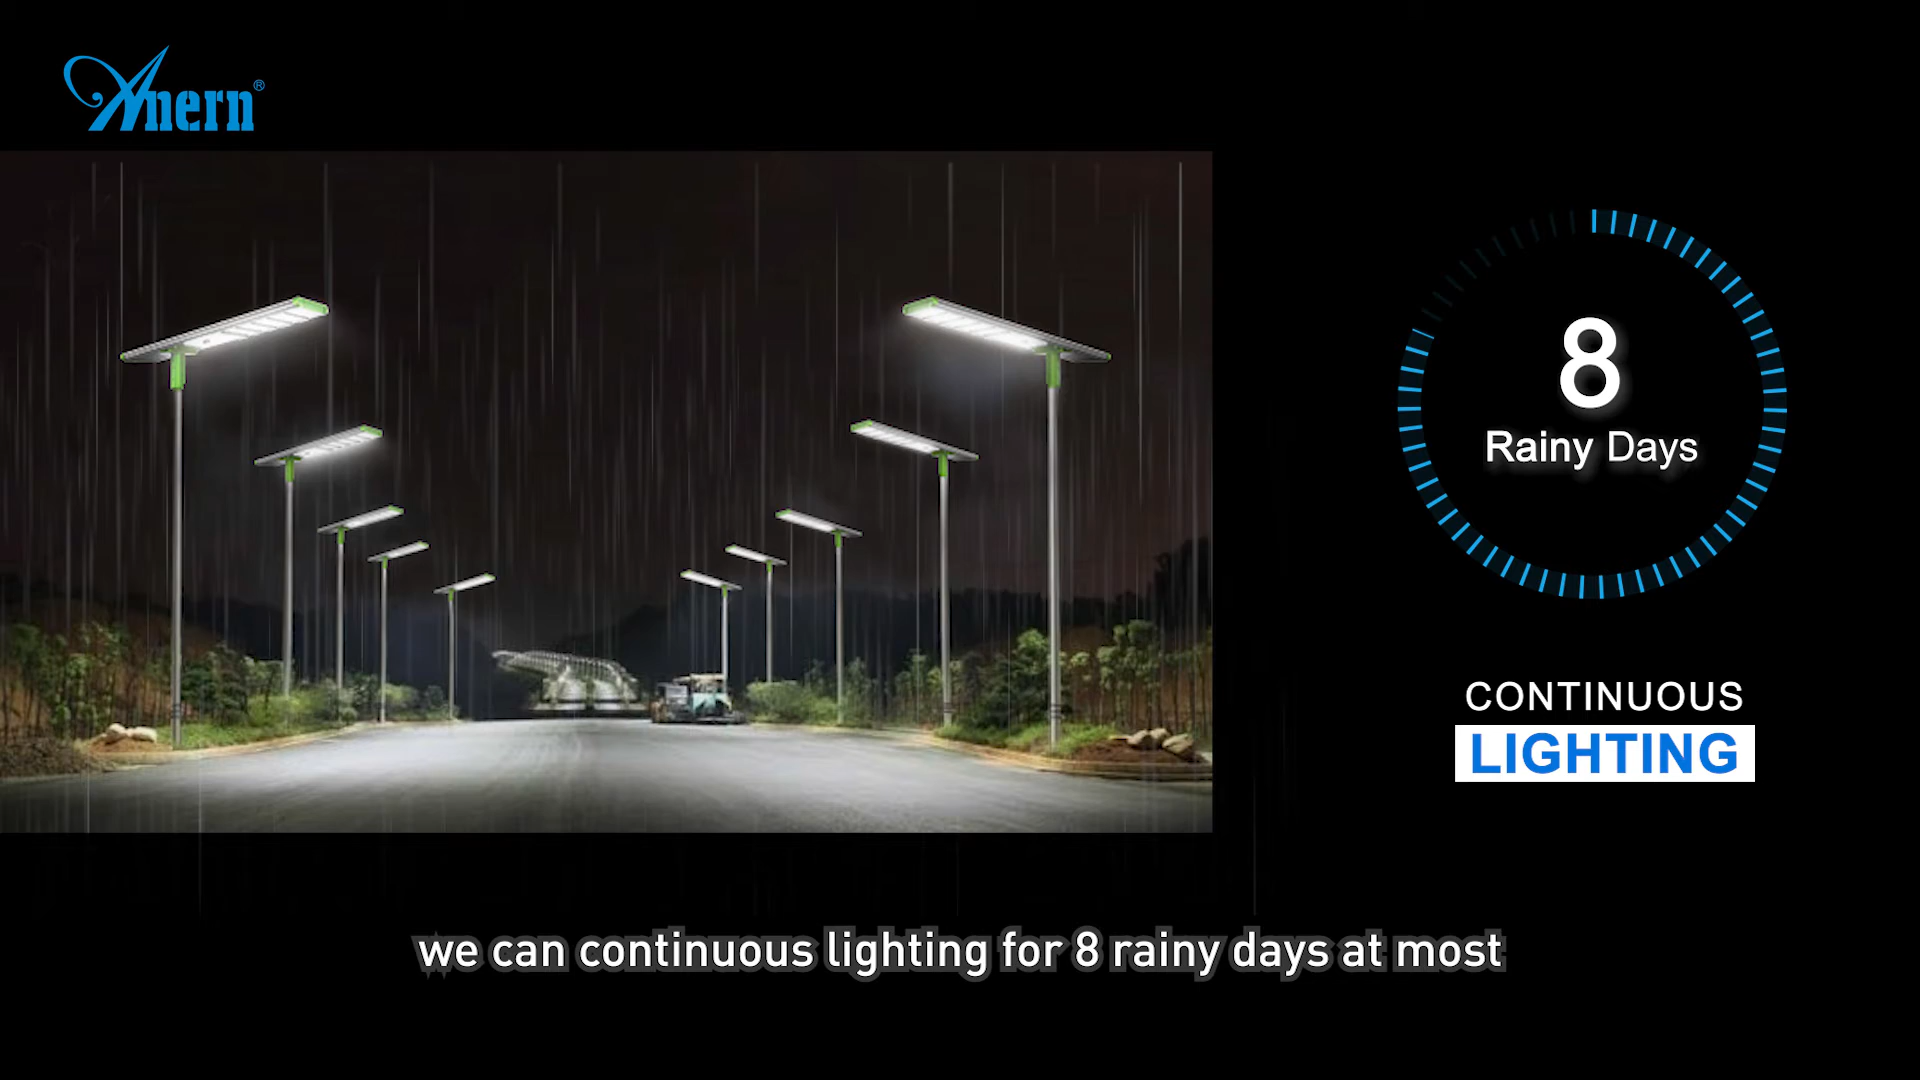 Anern®
8
Rainy Days
CONTINUOUS
LIGHTING
we can continuous lighting for 8 rainy days at most